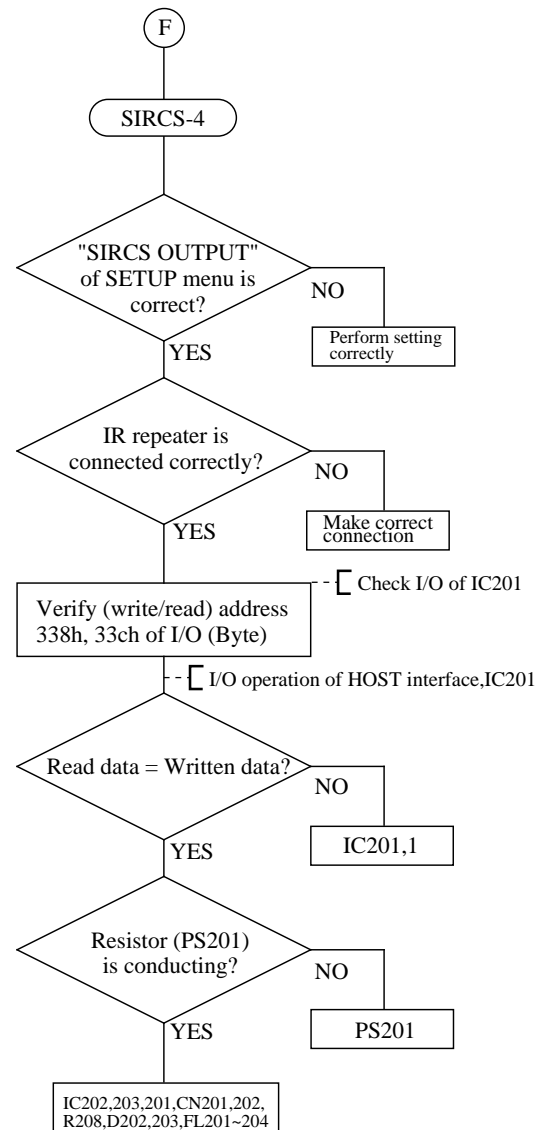 F
SIRCS-4
"SIRCS OUTPUT"
of SETUP menu is
correct?
NO
Perform setting
correctly
YES
IR repeater is
connected correctly?
NO
Make correct
connection
YES
Check I/O of IC201
Verify (write/read) address
338h, 33ch of I/O (Byte)
I/O operation of HOST interface,IC201
Read data = Written data?
NO
IC201,1
YES
Resistor (PS201)
is conducting?
NO
PS201
YES
IC202,203,201,CN201,202,
R208,D202,203,FL201~204